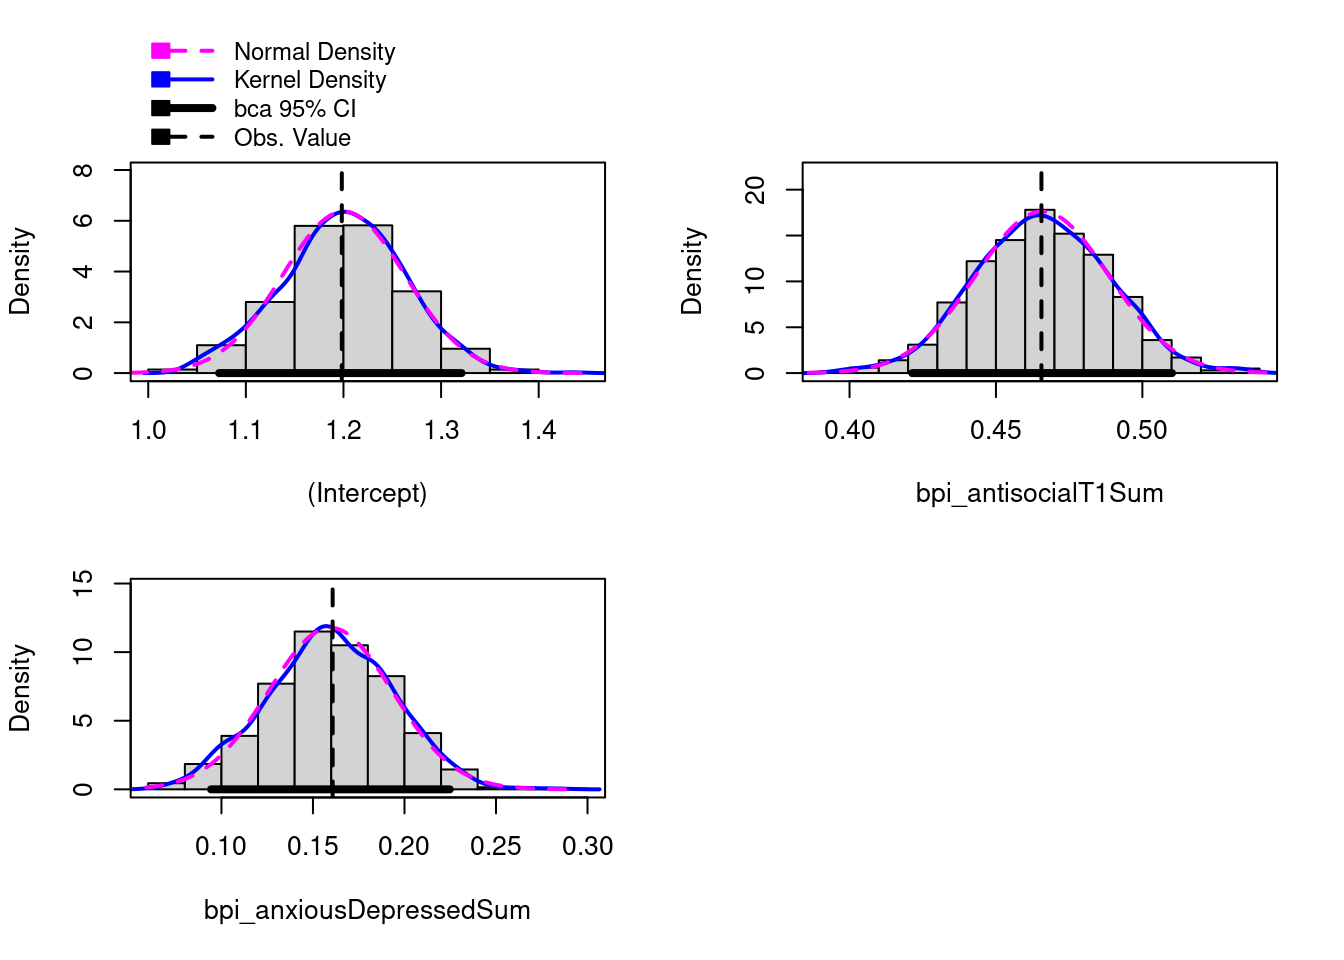 Normal Density
Kernel Density
bca 95% CI
Obs. Value
Density
0 2 4 6 8
1.0 1.1 1.2 1.3 1.4
(Intercept)
Density
0 5 10 20
0.40 0.45 0.50
bpi_antisocialT1Sum
Density
0 5 10 15
0.10 0.15 0.20 0.25 0.30
bpi_anxiousDepressedSum